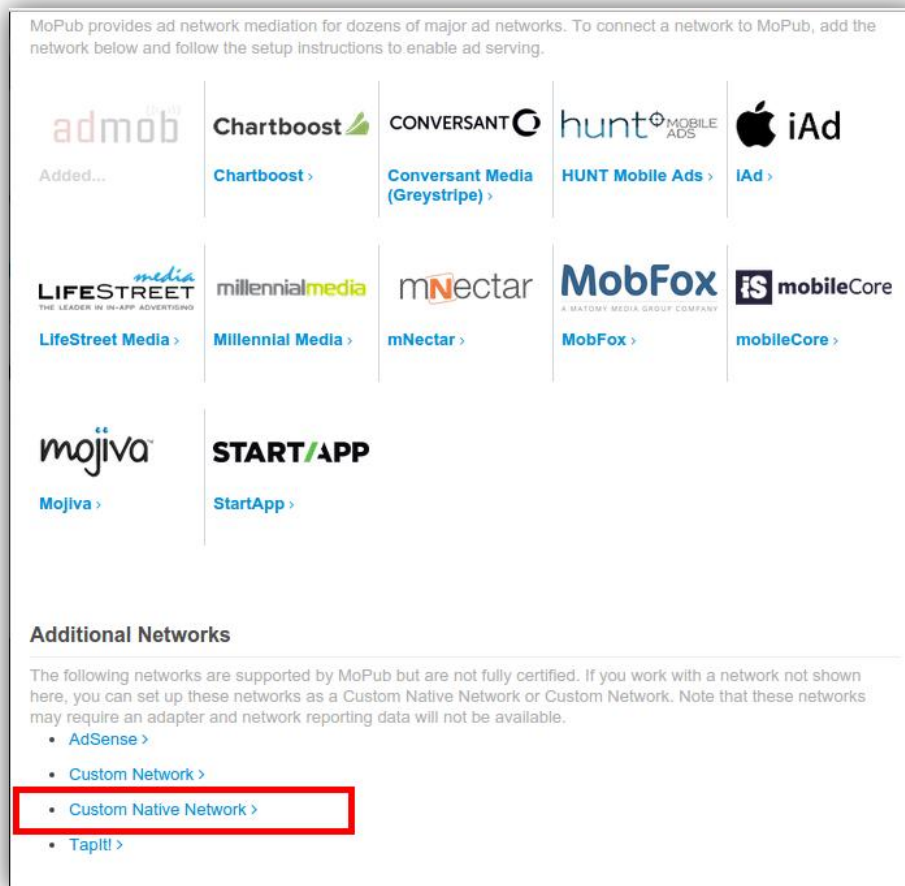 MoPub provides ad network mediation for dozens of major ad networks. To connect a network to MoPub, add the
network below and follow the setup instructions to enable ad serving.
admob Chartboost CONVERSANT hunt MOBILE ADS iAd
Added... Chartboost › Conversant Media (Greystripe) › HUNT Mobile Ads › iAd ›
LIFESTREET media THE LEADER IN IN-APP ADVERTISING millennialmedia mNectar MobFox A MATOMY MEDIA GROUP COMPANY iS mobileCore
LifeStreet Media › Millennial Media › mNectar › MobFox › mobileCore ›
mojiva™ START/APP
Mojiva › StartApp ›
Additional Networks
The following networks are supported by MoPub but are not fully certified. If you work with a network not shown
here, you can set up these networks as a Custom Native Network or Custom Network. Note that these networks
may require an adapter and network reporting data will not be available.
• AdSense >
• Custom Network >
• Custom Native Network >
• TapIt! >